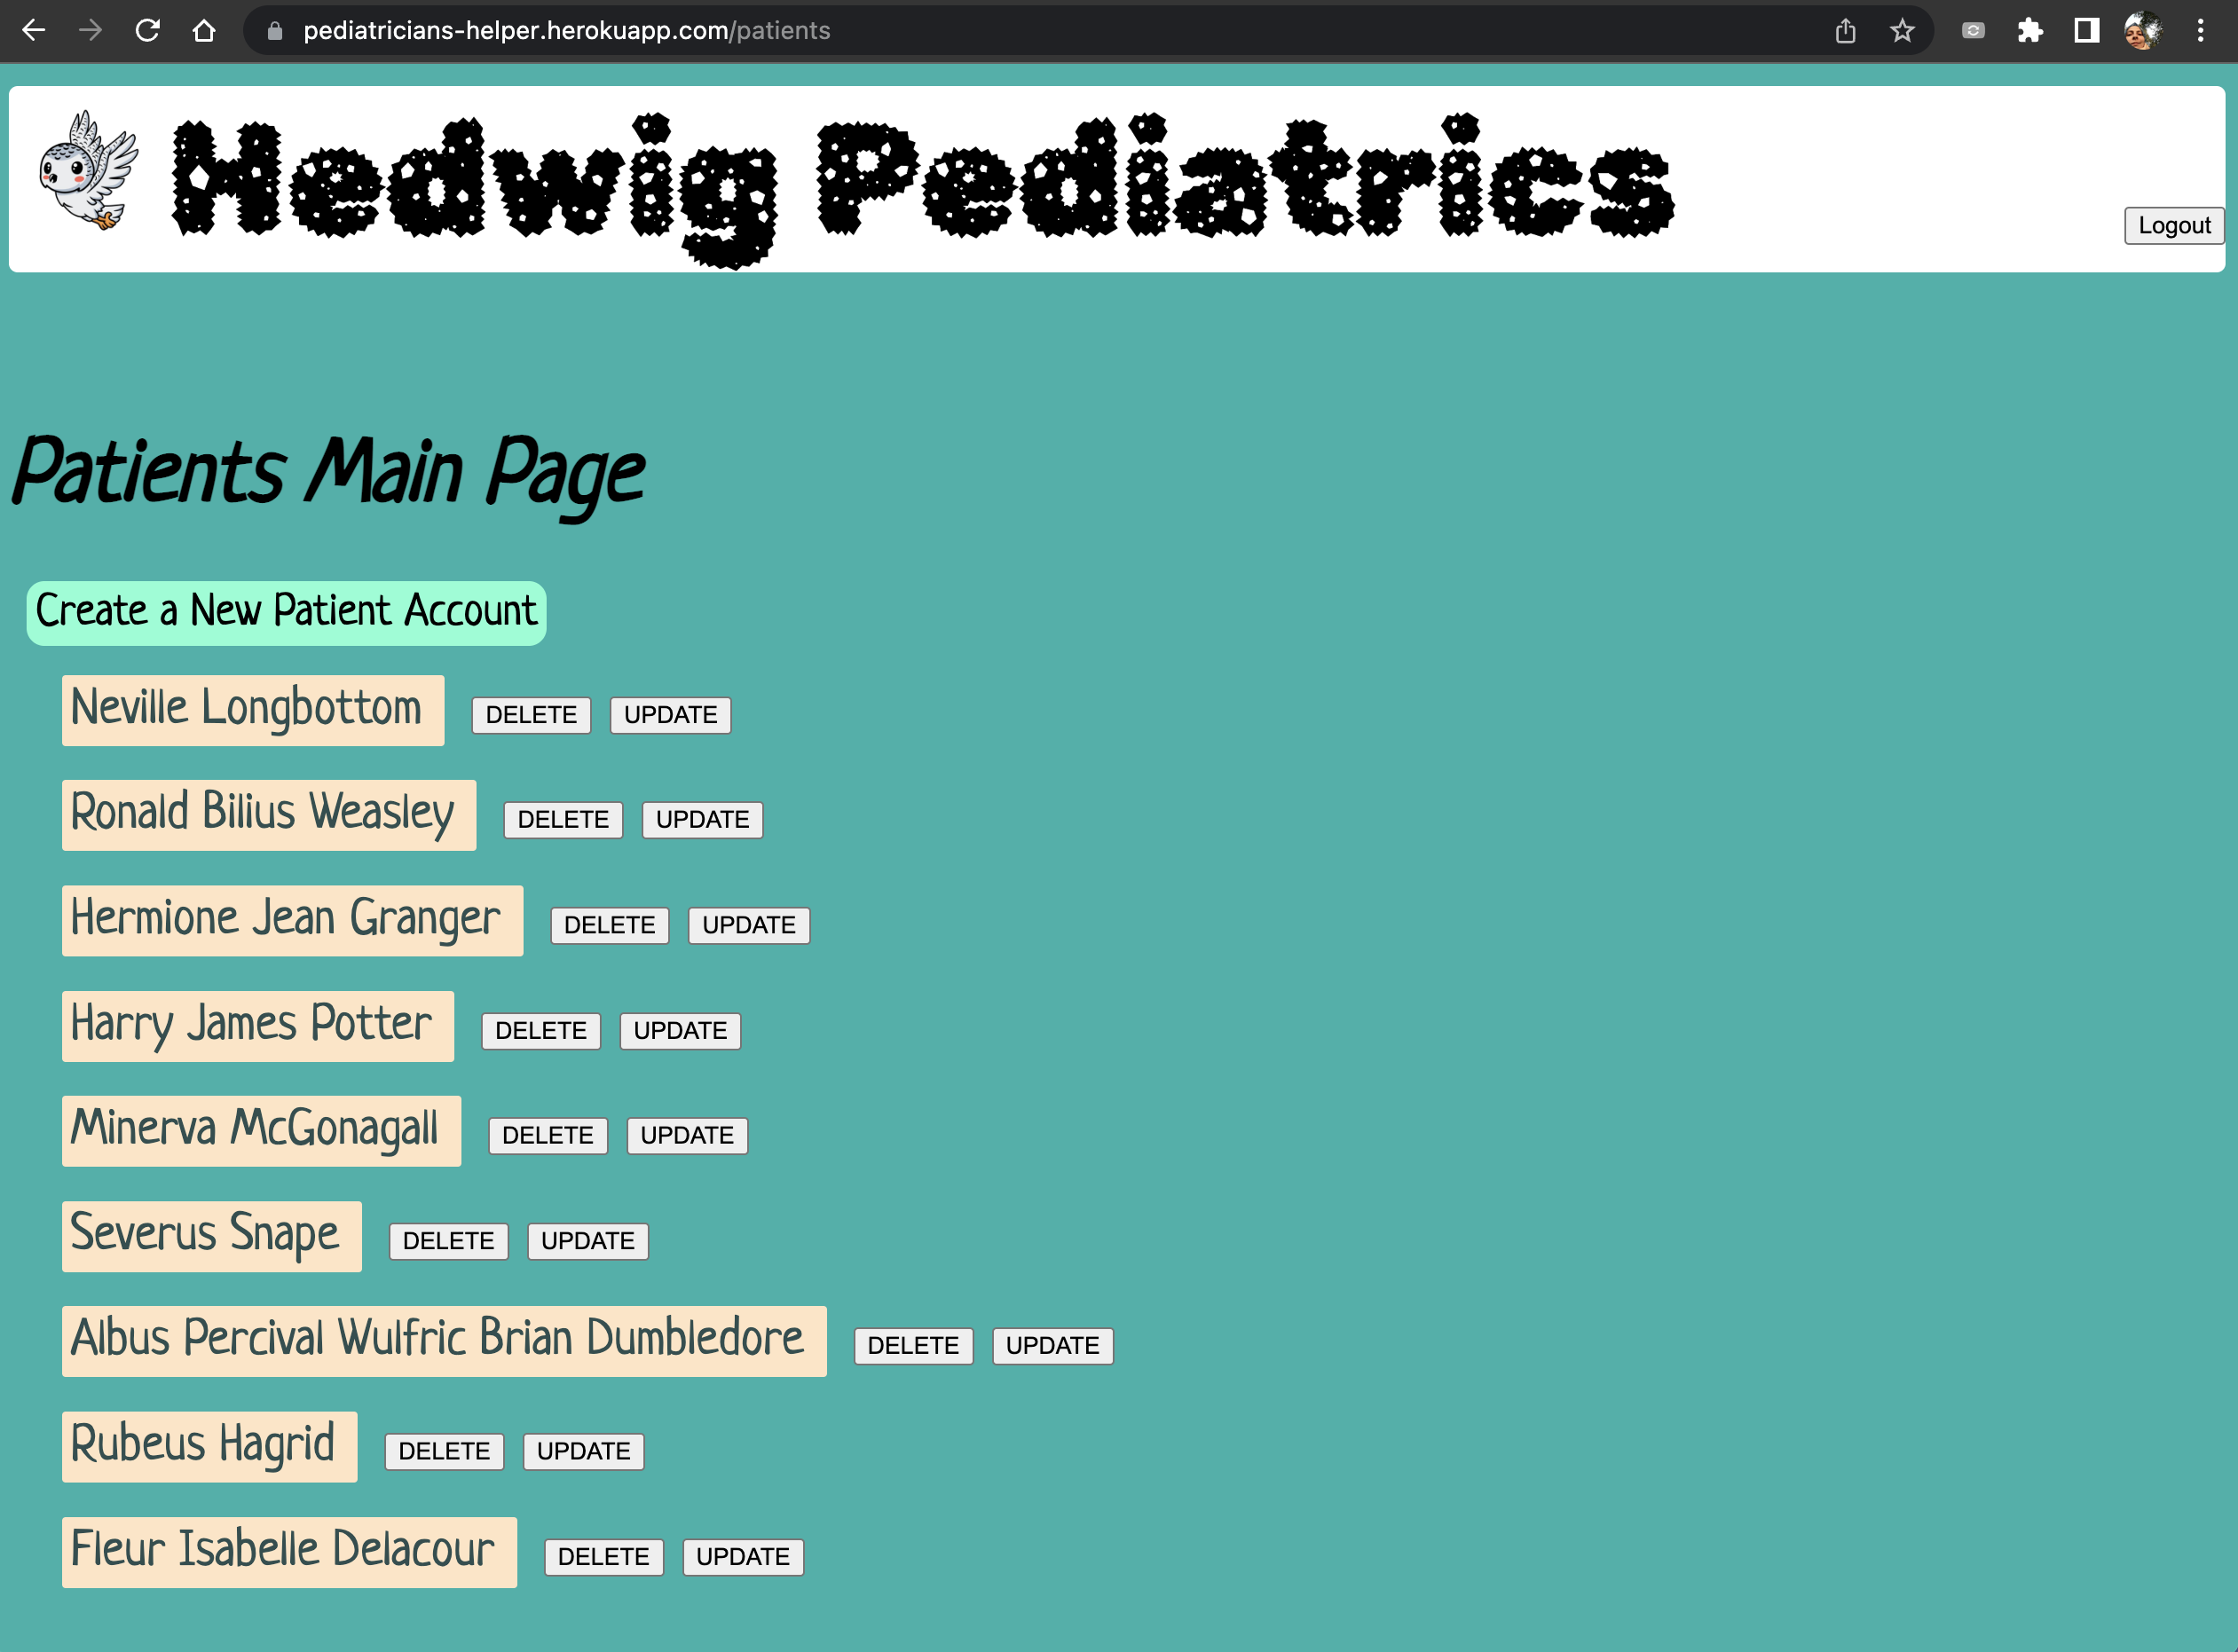 pediatricians-helper.herokuapp.com/patients
Hedwig Pediatrics
Logout
Patients Main Page
Create a New Patient Account
Neville Longbottom DELETE UPDATE
Ronald Bilius Weasley DELETE UPDATE
Hermione Jean Granger DELETE UPDATE
Harry James Potter DELETE UPDATE
Minerva McGonagall DELETE UPDATE
Severus Snape DELETE UPDATE
Albus Percival Wulfric Brian Dumbledore DELETE UPDATE
Rubeus Hagrid DELETE UPDATE
Fleur Isabelle Delacour DELETE UPDATE